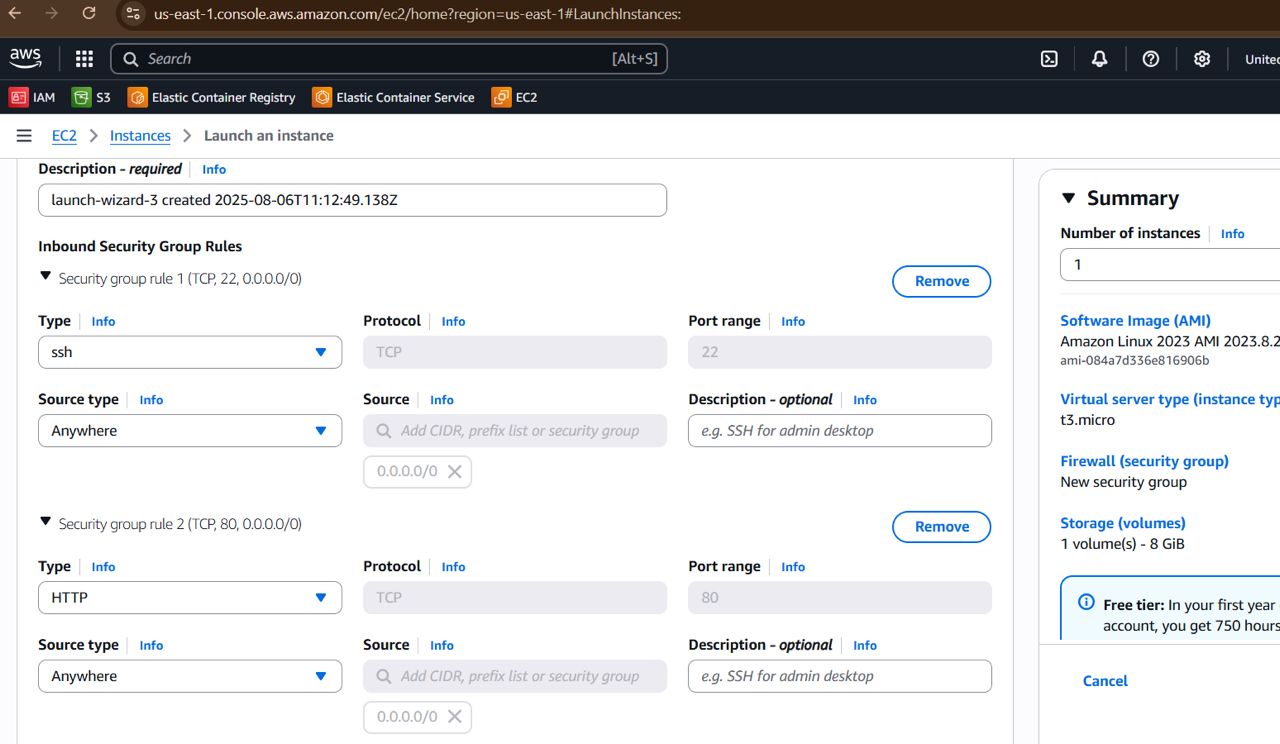 us-east-1.console.aws.amazon.com/ec2/home?region=us-east-1#LaunchInstances:
aws
Search [Alt+S]
IAM S3 Elastic Container Registry Elastic Container Service EC2
EC2 Instances Launch an instance
Description - required Info
launch-wizard-3 created 2025-08-06T11:12:49.138Z
Inbound Security Group Rules
Security group rule 1 (TCP, 22, 0.0.0.0/0)
Remove
Type Info Protocol Info Port range Info
ssh TCP 22
Source type Info Source Info Description - optional Info
Anywhere Add CIDR, prefix list or security group e.g. SSH for admin desktop
0.0.0.0/0
Security group rule 2 (TCP, 80, 0.0.0.0/0)
Remove
Type Info Protocol Info Port range Info
HTTP TCP 80
Source type Info Source Info Description - optional Info
Anywhere Add CIDR, prefix list or security group e.g. SSH for admin desktop
0.0.0.0/0
Summary
Number of instances Info
1
Software Image (AMI)
Amazon Linux 2023 AMI 2023.8.2
ami-084a7d336e816906b
Virtual server type (instance typ
t3.micro
Firewall (security group)
New security group
Storage (volumes)
1 volume(s) - 8 GiB
Free tier: In your first year
account, you get 750 hours
Cancel